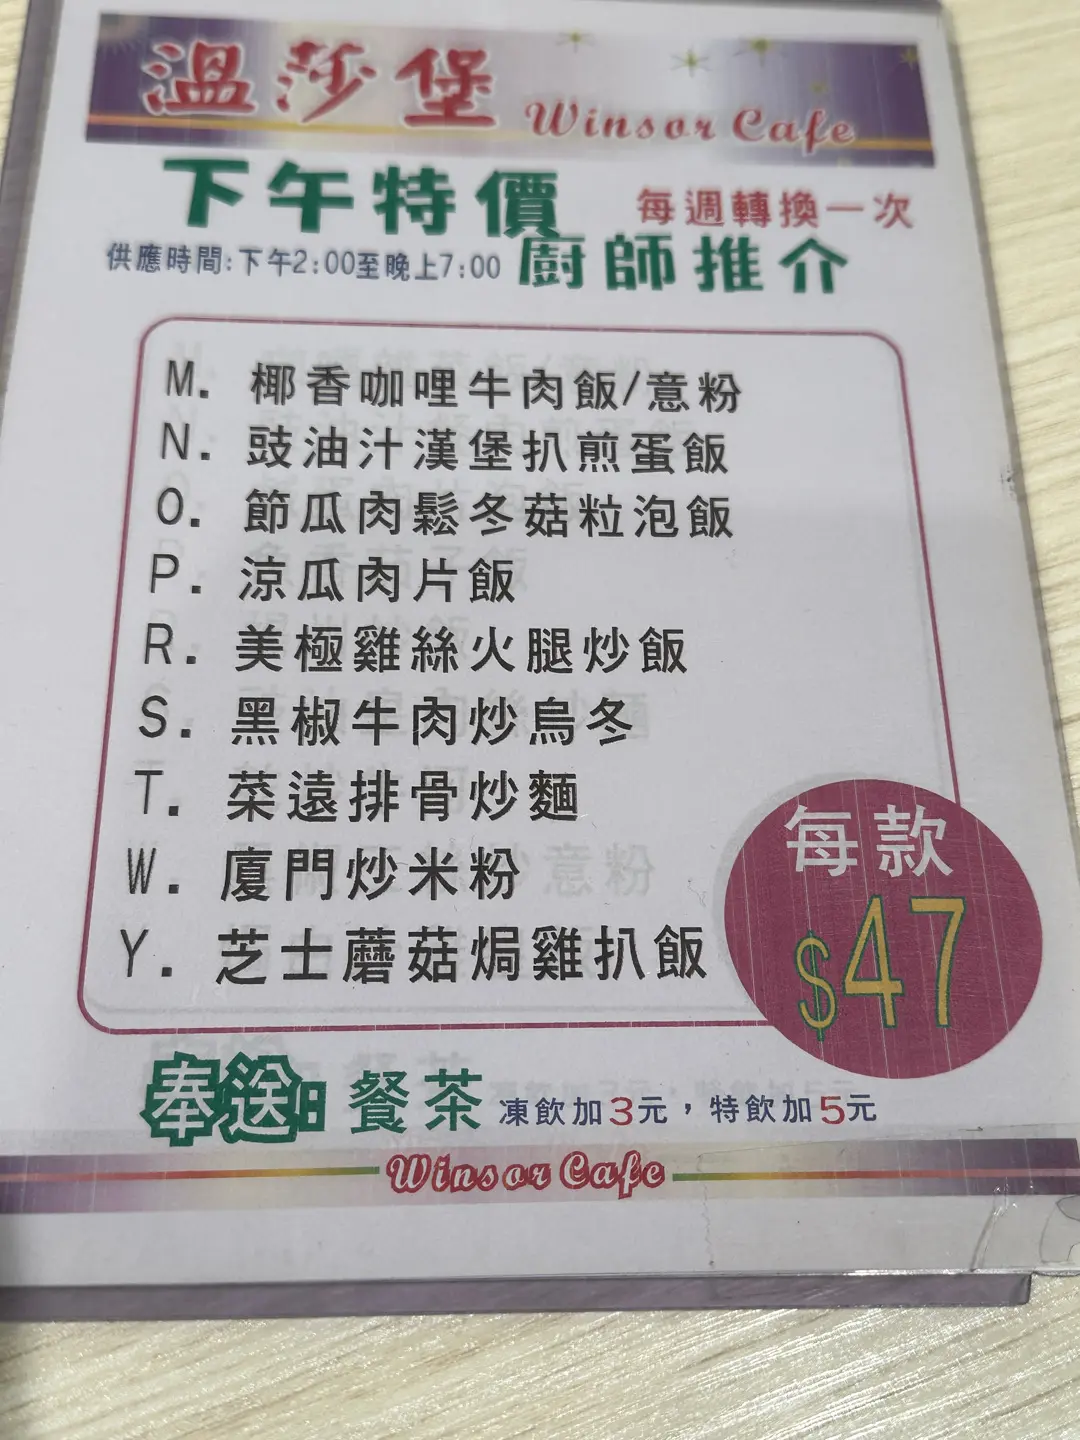 溫莎堡 Winsor Cafe
下午特價 每週轉換一次
供應時間:下午2:00至晚上7:00 廚師推介
M. 椰香咖哩牛肉飯/意粉
N. 豉油汁漢堡扒煎蛋飯
O. 節瓜肉鬆冬菇粒泡飯
P. 涼瓜肉片飯
R. 美極雞絲火腿炒飯
S. 黑椒牛肉炒烏冬
T. 菜遠排骨炒麵
W. 廈門炒米粉
Y. 芝士蘑菇焗雞扒飯
每款
$47
奉送: 餐茶 凍飲加3元，特飲加5元
Winsor Cafe